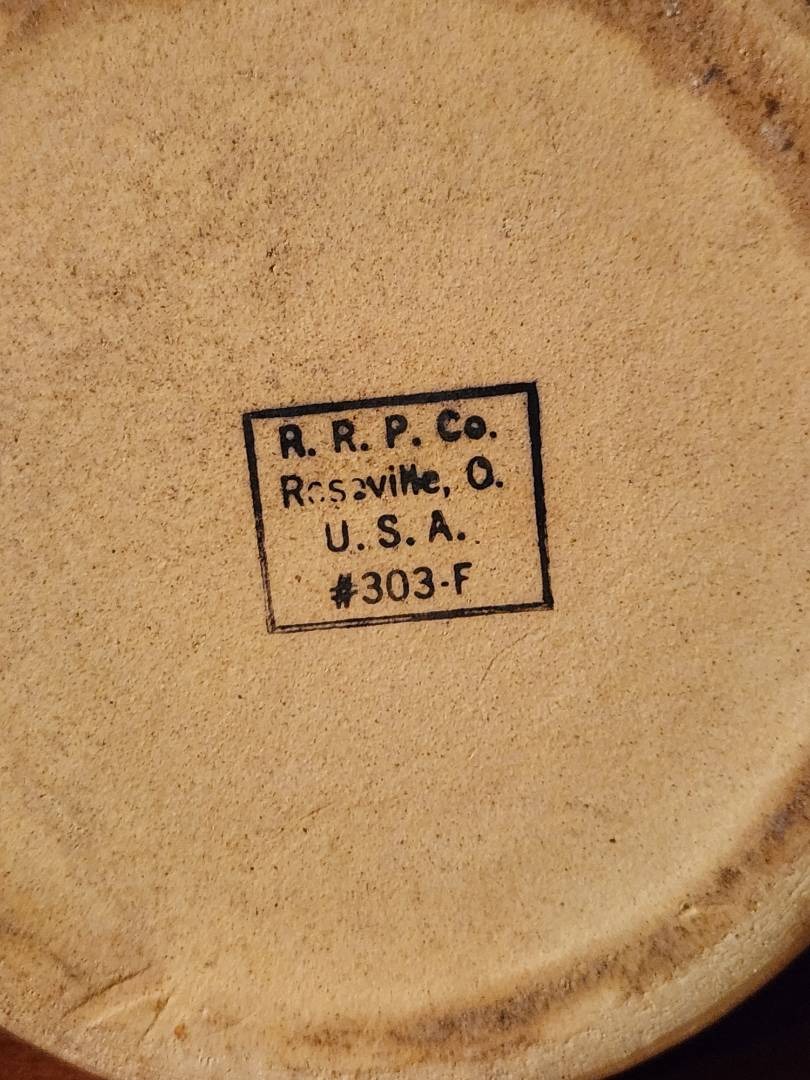 R. R. P. Co.
Roseville, O.
U. S. A.
#303-F